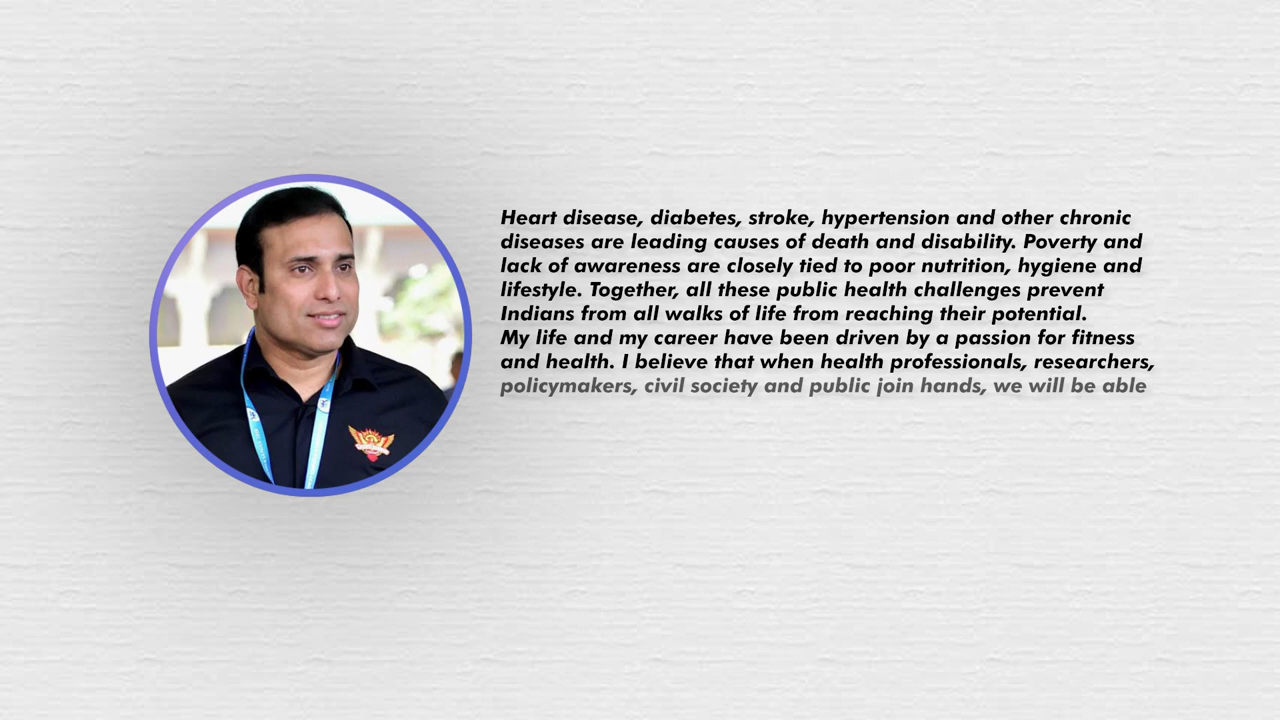 Heart disease, diabetes, stroke, hypertension and other chronic
diseases are leading causes of death and disability. Poverty and
lack of awareness are closely tied to poor nutrition, hygiene and
lifestyle. Together, all these public health challenges prevent
Indians from all walks of life from reaching their potential.
My life and my career have been driven by a passion for fitness
and health. I believe that when health professionals, researchers,
policymakers, civil society and public join hands, we will be able